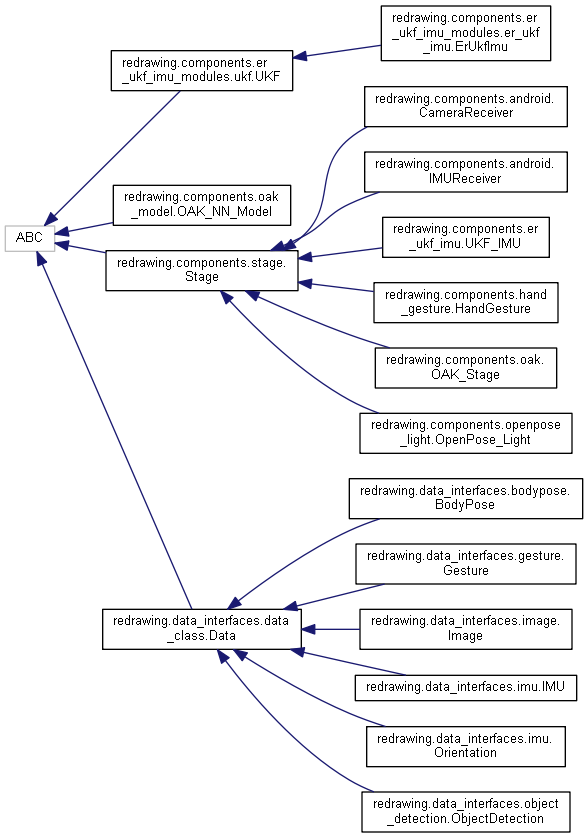 redrawing.components.er
_ukf_imu_modules.er_ukf
_imu.ErUkfImu
redrawing.components.er
_ukf_imu_modules.ukf.UKF
redrawing.components.android.
CameraReceiver
redrawing.components.android.
IMUReceiver
redrawing.components.oak
_model.OAK_NN_Model
ABC
redrawing.components.er
_ukf_imu.UKF_IMU
redrawing.components.stage.
Stage
redrawing.components.hand
_gesture.HandGesture
redrawing.components.oak.
OAK_Stage
redrawing.components.openpose
_light.OpenPose_Light
redrawing.data_interfaces.bodypose.
BodyPose
redrawing.data_interfaces.gesture.
Gesture
redrawing.data_interfaces.data
_class.Data
redrawing.data_interfaces.image.
Image
redrawing.data_interfaces.imu.IMU
redrawing.data_interfaces.imu.
Orientation
redrawing.data_interfaces.object
_detection.ObjectDetection